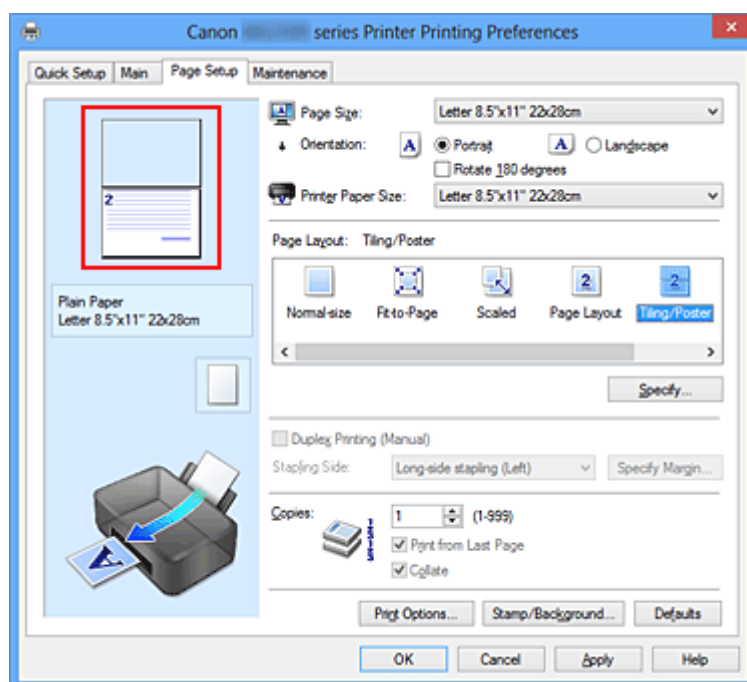 Canon series Printer Printing Preferences
Quick Setup Main Page Setup Maintenance
2
Plain Paper
Letter 8.5"x11" 22x28cm
A
Page Size: Letter 8.5"x11" 22x28cm
Orientation: A Portrait A Landscape
Rotate 180 degrees
Printer Paper Size: Letter 8.5"x11" 22x28cm
Page Layout: Tiling/Poster
2 2
Normal-size Fit-to-Page Scaled Page Layout Tiling/Poster
Specify...
Duplex Printing (Manual)
Stapling Side: Long-side stapling (Left) Specify Margin...
Copies: 1 (1-999)
Print from Last Page
Collate
Print Options... Stamp/Background... Defaults
OK Cancel Apply Help